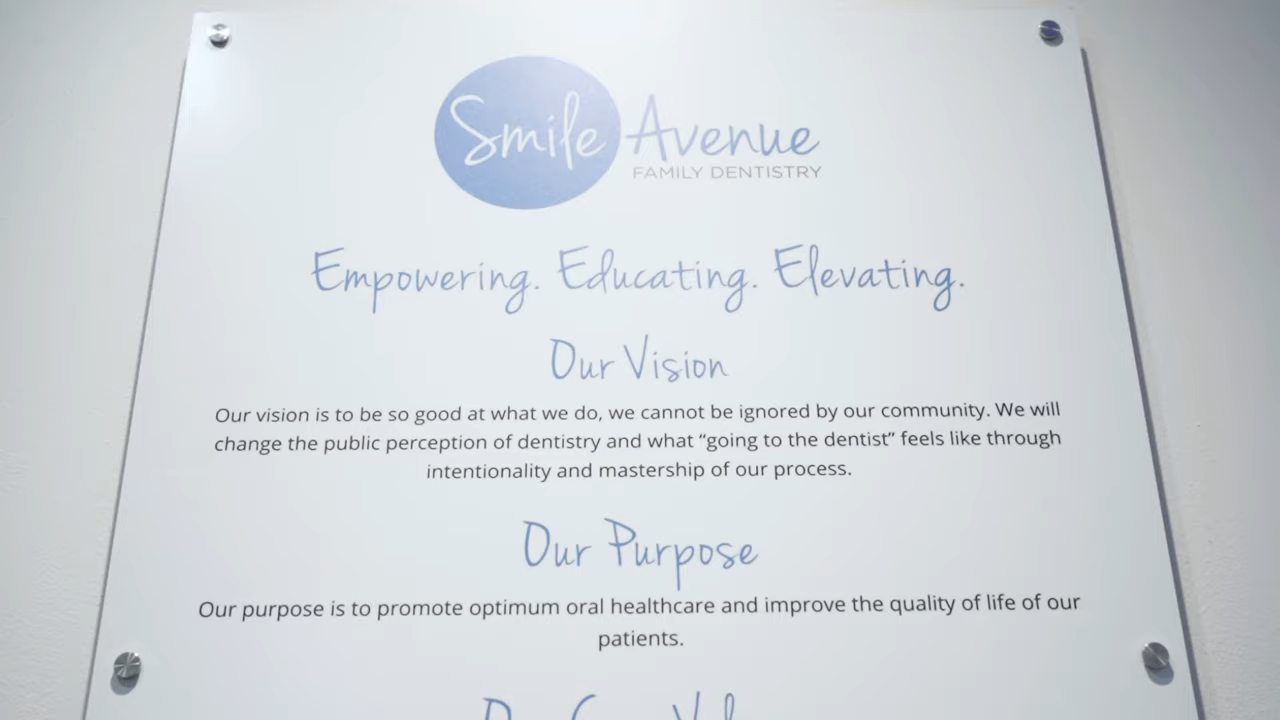 Smile Avenue
FAMILY DENTISTRY
Empowering. Educating. Elevating.
Our Vision
Our vision is to be so good at what we do, we cannot be ignored by our community. We will
change the public perception of dentistry and what “going to the dentist” feels like through
intentionality and mastership of our process.
Our Purpose
Our purpose is to promote optimum oral healthcare and improve the quality of life of our
patients.